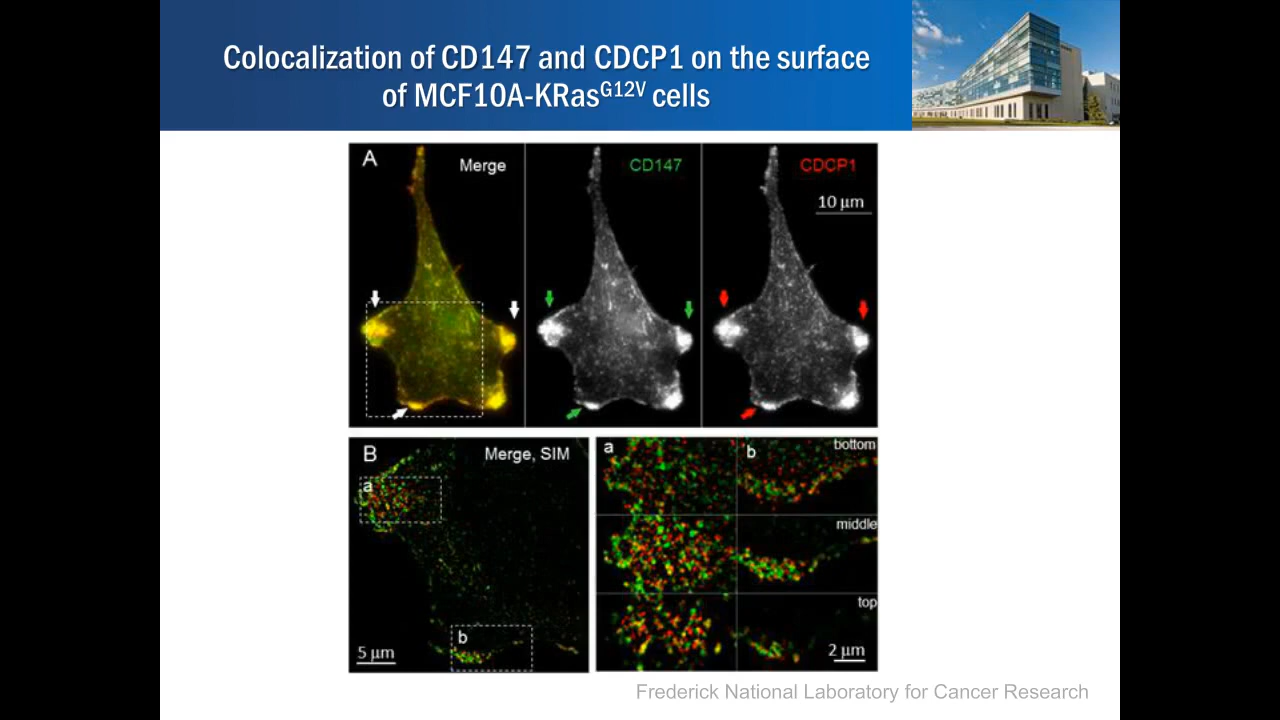 Colocalization of CD147 and CDCP1 on the surface
of MCF10A-KRasG12V cells
A
Merge
CD147
CDCP1
10 µm
B
Merge, SIM
a
b
5 µm
a
b
bottom
middle
top
2 µm
Frederick National Laboratory for Cancer Research